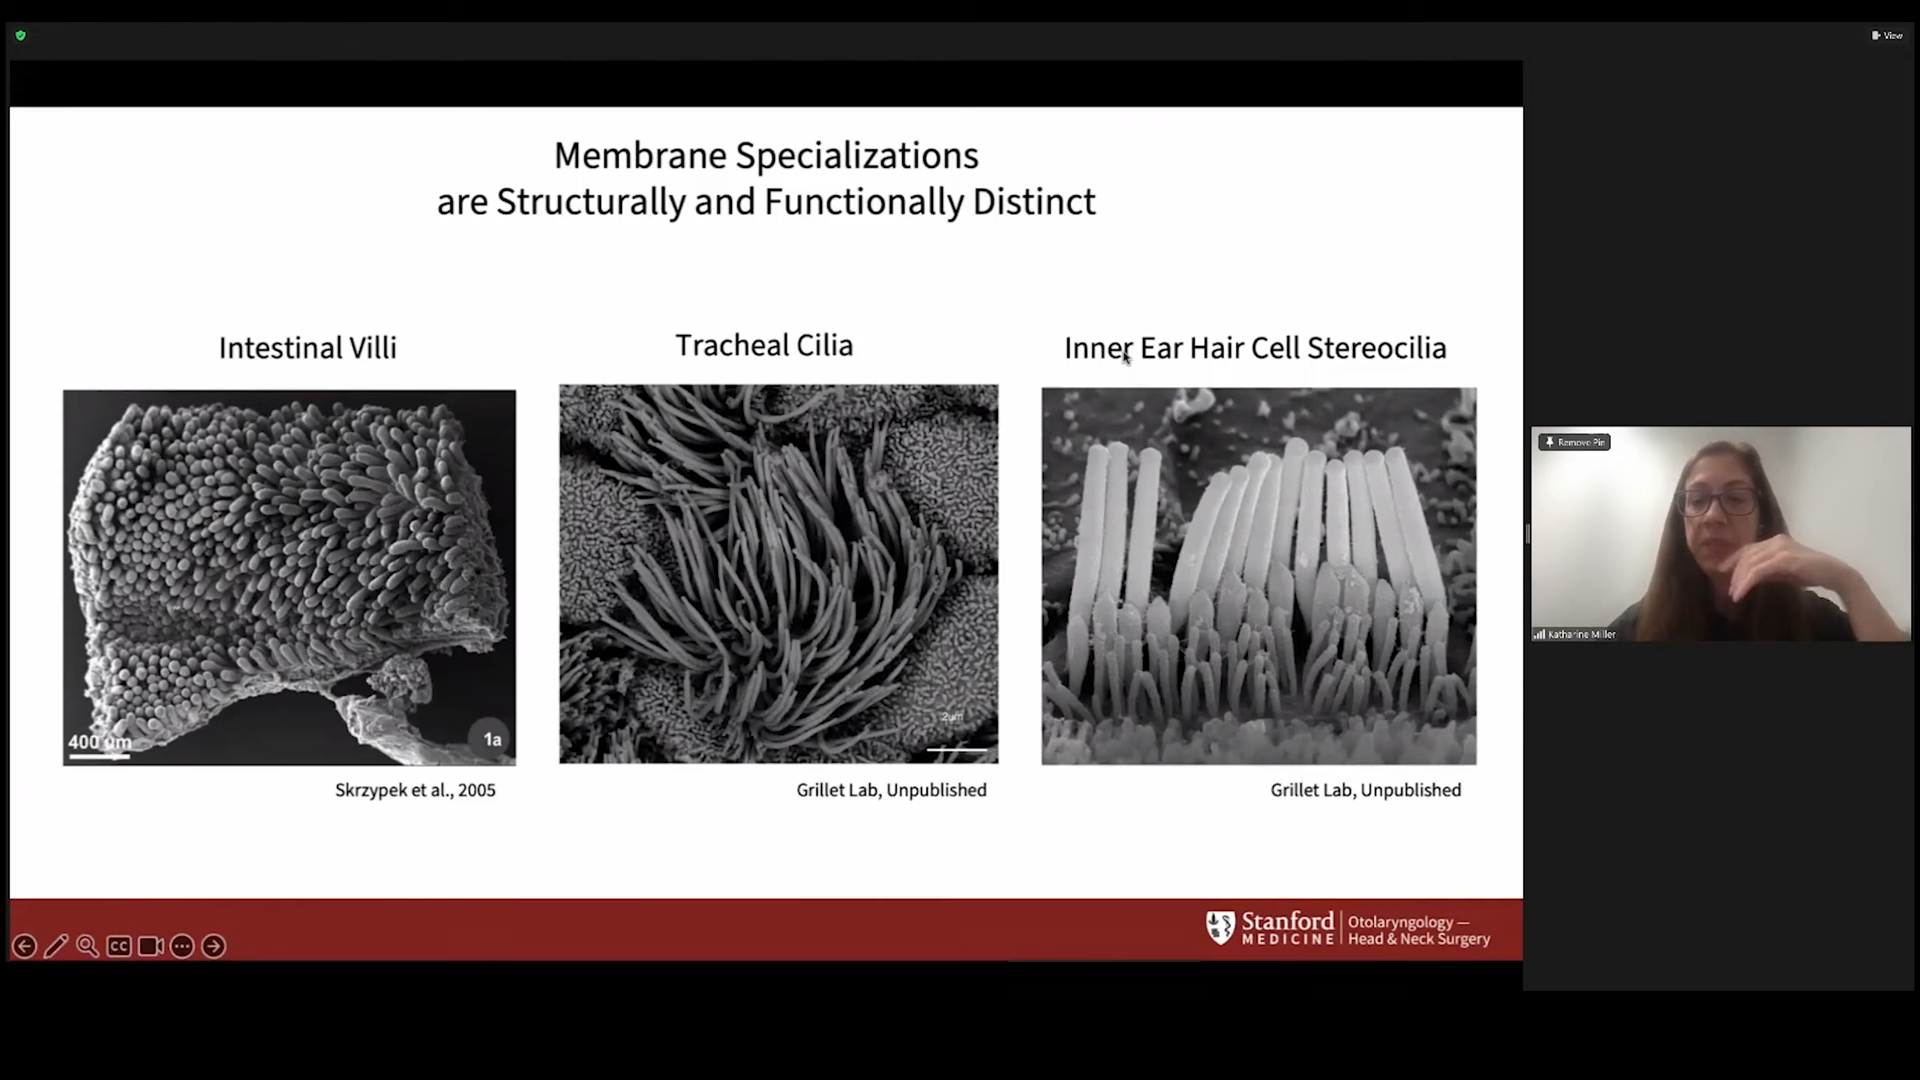 View
Membrane Specializations
are Structurally and Functionally Distinct
Intestinal Villi
Tracheal Cilia
Inner Ear Hair Cell Stereocilia
400 um
1a
2um
Skrzypek et al., 2005
Grillet Lab, Unpublished
Grillet Lab, Unpublished
Remove Pin
Katharine Miller
CC
Stanford
MEDICINE
Otolaryngology —
Head & Neck Surgery